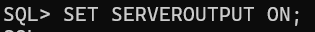 SQL> SET SERVEROUTPUT ON;